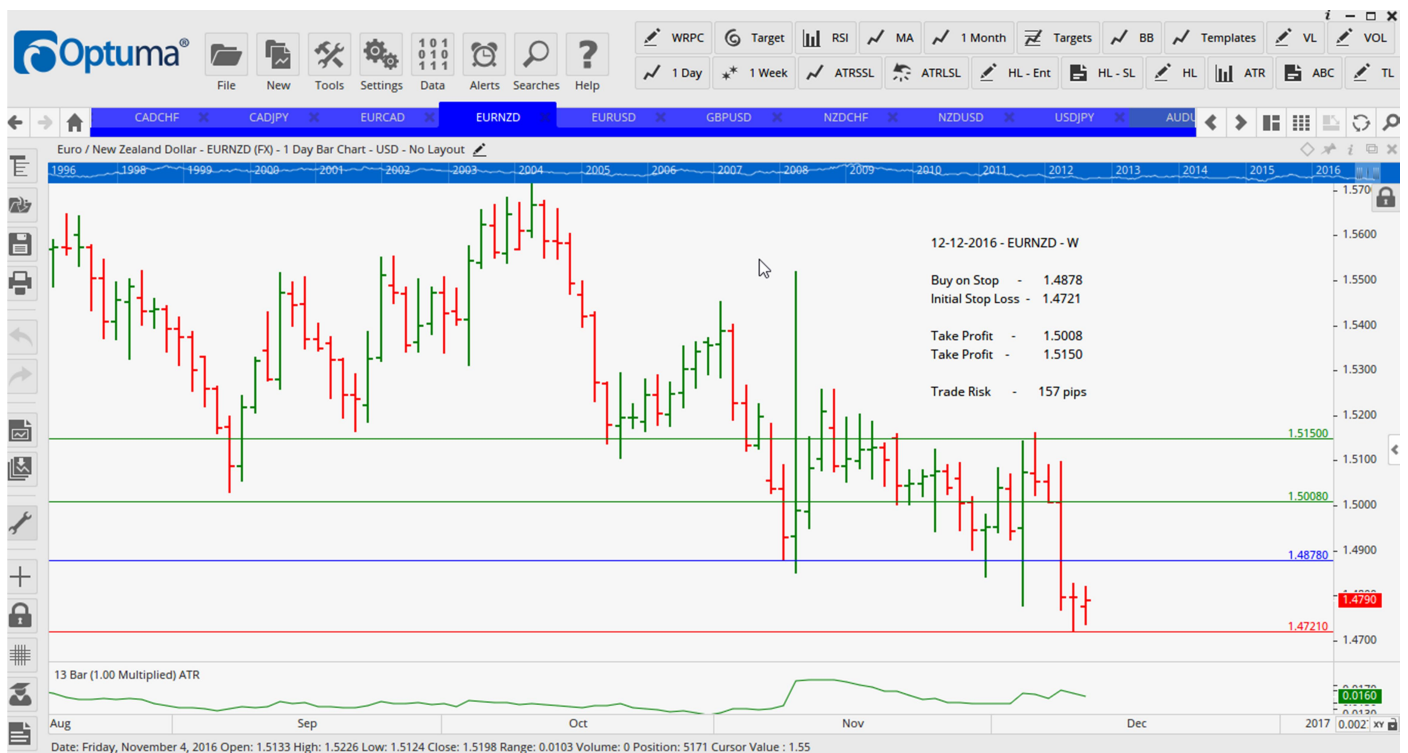 Optuma®
File New Tools Settings Data Alerts Searches Help
101
010
111
WRPC Target RSI MA 1 Month Targets BB Templates VL VOL
1 Day 1 Week ATRSSL ATRLSL HL - Ent HL - SL HL ATR ABC TL
CADCHF CADJPY EURCAD EURNZD EURUSD GBPUSD NZDCHF NZDUSD USDJPY AUDU
Euro / New Zealand Dollar - EURNZD (FX) - 1 Day Bar Chart - USD - No Layout
1996 1998 1999 2000 2001 2002 2003 2004 2005 2006 2007 2008 2009 2010 2011 2012 2013 2014 2015 2016
1.570
1.5600
12-12-2016 - EURNZD - W
Buy on Stop - 1.4878
1.5500
Initial Stop Loss - 1.4721
1.5400
Take Profit - 1.5008
Take Profit - 1.5150
1.5300
Trade Risk - 157 pips
1.5200
1.51500
1.5100
1.50080
1.5000
1.4900
1.48780
1.4790
1.47210
1.4700
13 Bar (1.00 Multiplied) ATR
0.0160
Aug Sep Oct Nov Dec 2017 0.002 XY
Date: Friday, November 4, 2016 Open: 1.5133 High: 1.5226 Low: 1.5124 Close: 1.5198 Range: 0.0103 Volume: 0 Position: 5171 Cursor Value : 1.55